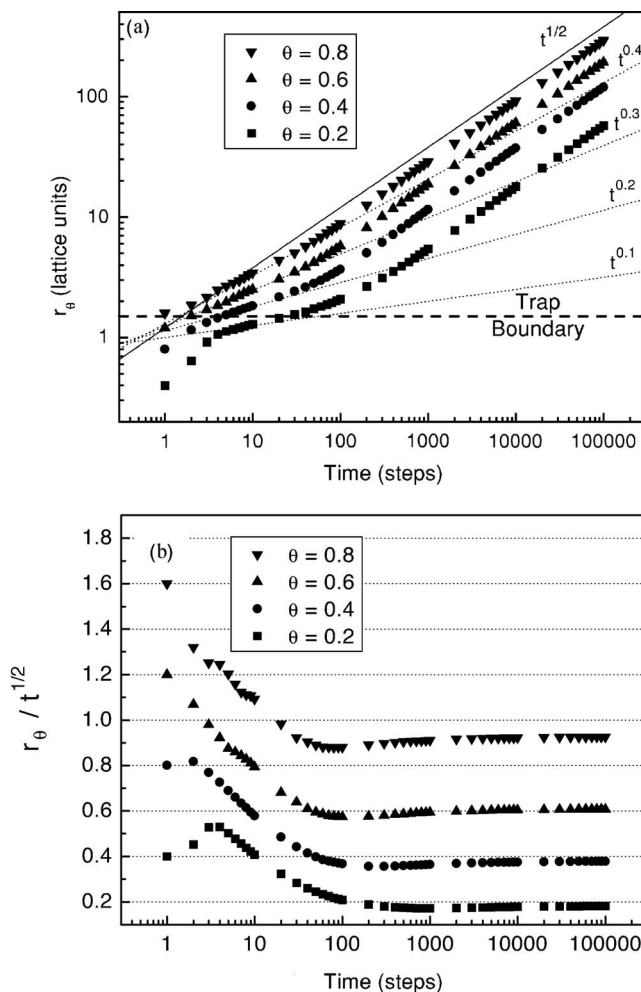 (a)
θ = 0.8
θ = 0.6
θ = 0.4
θ = 0.2
t^1/2
t^0.4
t^0.3
t^0.2
t^0.1
Trap
Boundary
100
10
1
r_θ (lattice units)
1 10 100 1000 10000 100000
Time (steps)
(b)
θ = 0.8
θ = 0.6
θ = 0.4
θ = 0.2
1.8
1.6
1.4
1.2
1.0
0.8
0.6
0.4
0.2
r_θ / t^1/2
1 10 100 1000 10000 100000
Time (steps)